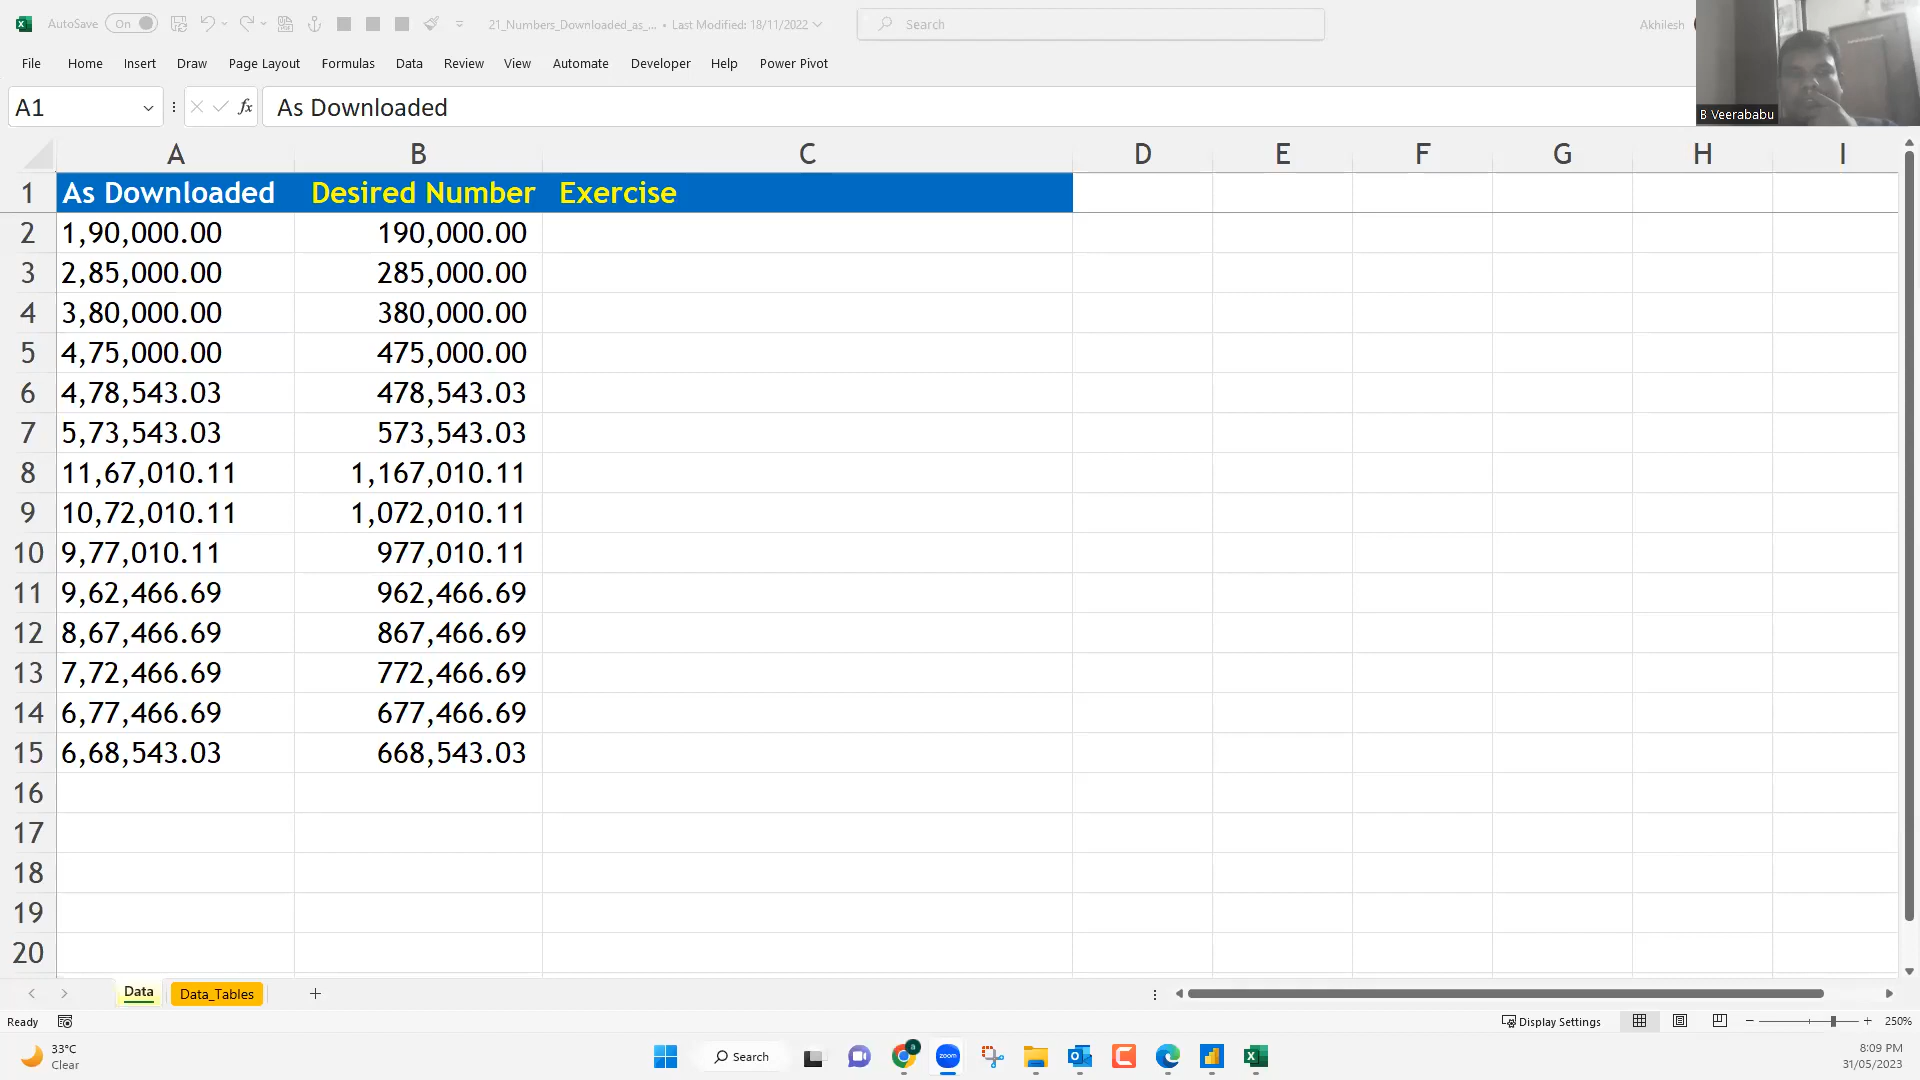 AutoSave On 21_Numbers_Downloaded_as_... • Last Modified: 18/11/2022 Search Akhilesh
File Home Insert Draw Page Layout Formulas Data Review View Automate Developer Help Power Pivot
A1 fx As Downloaded
B Veerababu
A B C D E F G H I
1 As Downloaded Desired Number Exercise
2 1,90,000.00 190,000.00
3 2,85,000.00 285,000.00
4 3,80,000.00 380,000.00
5 4,75,000.00 475,000.00
6 4,78,543.03 478,543.03
7 5,73,543.03 573,543.03
8 11,67,010.11 1,167,010.11
9 10,72,010.11 1,072,010.11
10 9,77,010.11 977,010.11
11 9,62,466.69 962,466.69
12 8,67,466.69 867,466.69
13 7,72,466.69 772,466.69
14 6,77,466.69 677,466.69
15 6,68,543.03 668,543.03
16
17
18
19
20
Data Data_Tables
Ready Display Settings 250%
33°C
Clear
Search
zoom
8:09 PM
31/05/2023